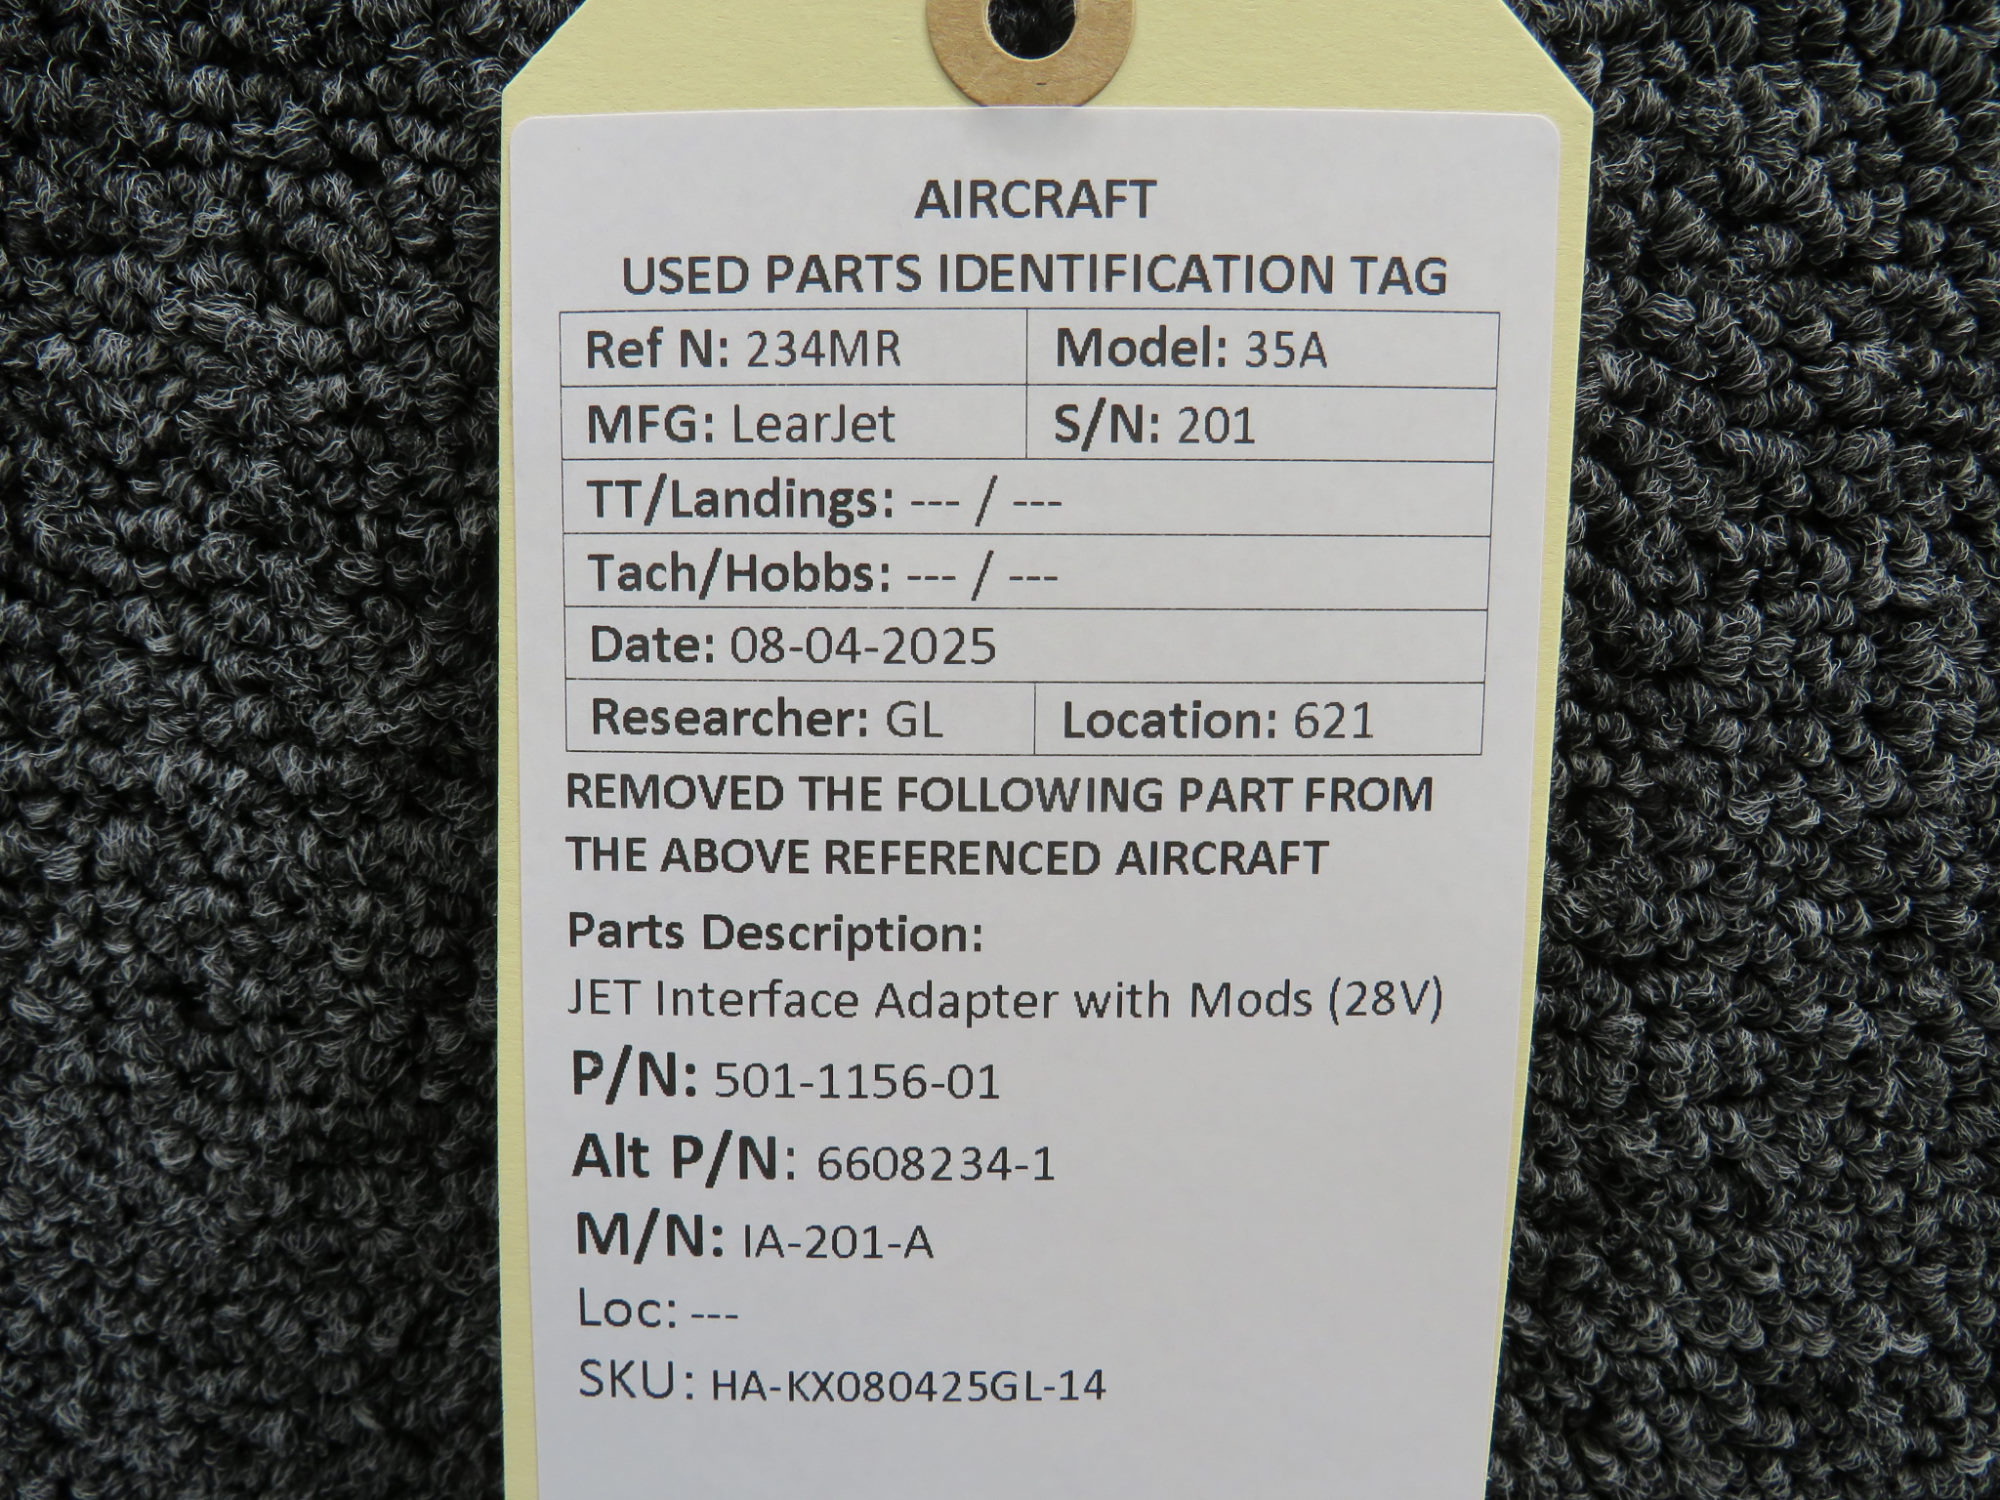 AIRCRAFT
USED PARTS IDENTIFICATION TAG
Ref N: 234MR Model: 35A
MFG: LearJet S/N: 201
TT/Landings: --- / ---
Tach/Hobbs: --- / ---
Date: 08-04-2025
Researcher: GL Location: 621
REMOVED THE FOLLOWING PART FROM
THE ABOVE REFERENCED AIRCRAFT
Parts Description:
JET Interface Adapter with Mods (28V)
P/N: 501-1156-01
Alt P/N: 6608234-1
M/N: IA-201-A
Loc: ---
SKU: HA-KX080425GL-14